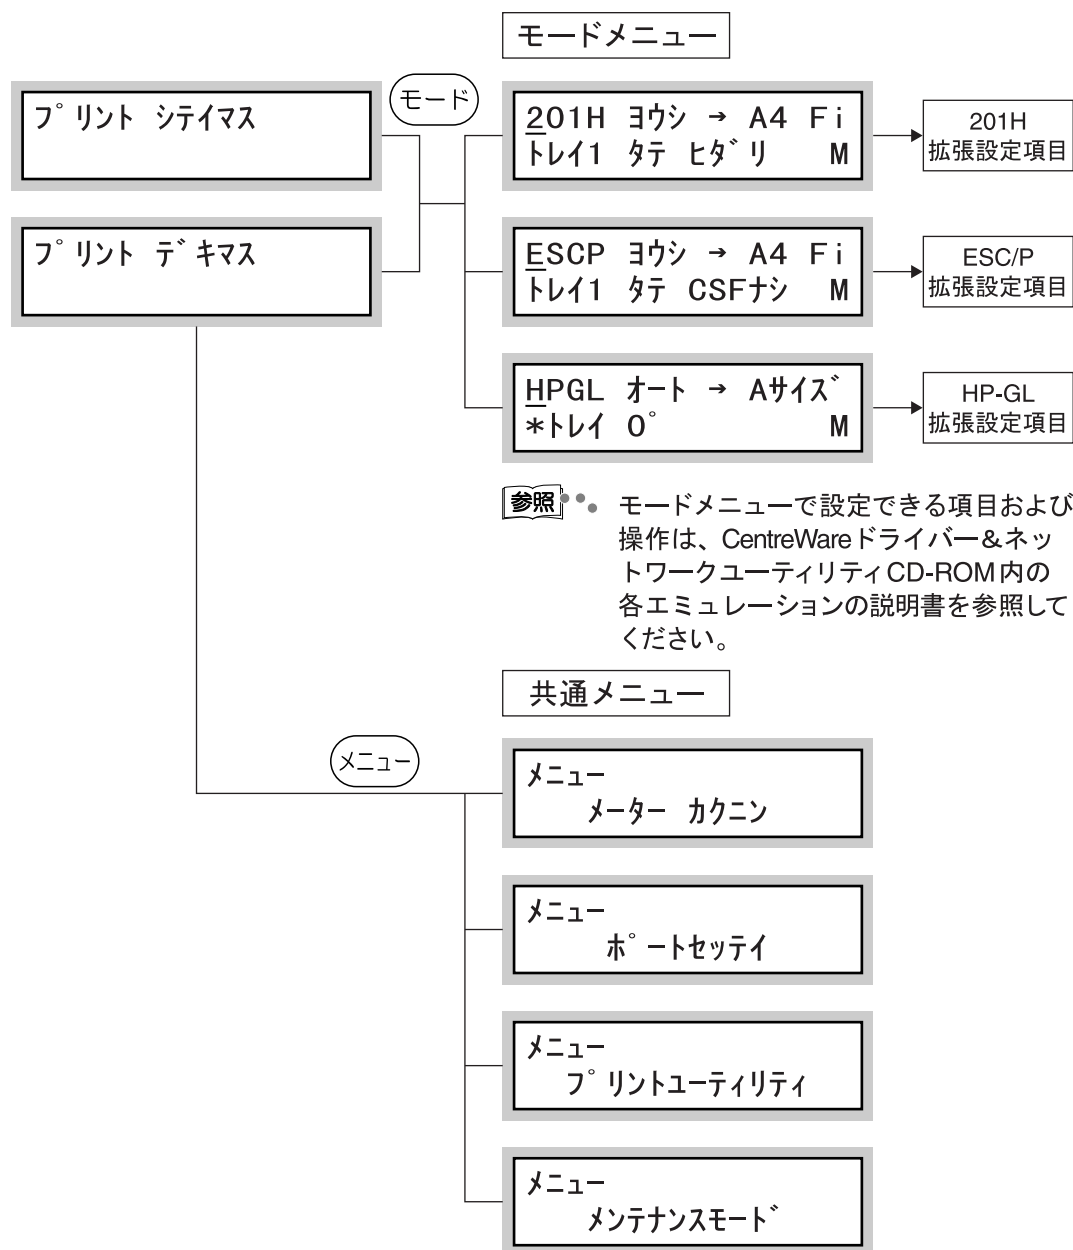 モードメニュー
プリント シテイマス
モード
201H ヨウシ → A4 Fi
トレイ1 タテ ヒダリ M
201H
拡張設定項目
プリント デキマス
ESCP ヨウシ → A4 Fi
トレイ1 タテ CSFナシ M
ESC/P
拡張設定項目
HPGL オート → Aサイズ
*トレイ 0° M
HP-GL
拡張設定項目
参照
モードメニューで設定できる項目および
操作は、CentreWareドライバー&ネッ
トワークユーティリティCD-ROM内の
各エミュレーションの説明書を参照して
ください。
共通メニュー
メニュー
メニュー
メーター カクニン
メニュー
ポートセッテイ
メニュー
プリントユーティリティ
メニュー
メンテナンスモード